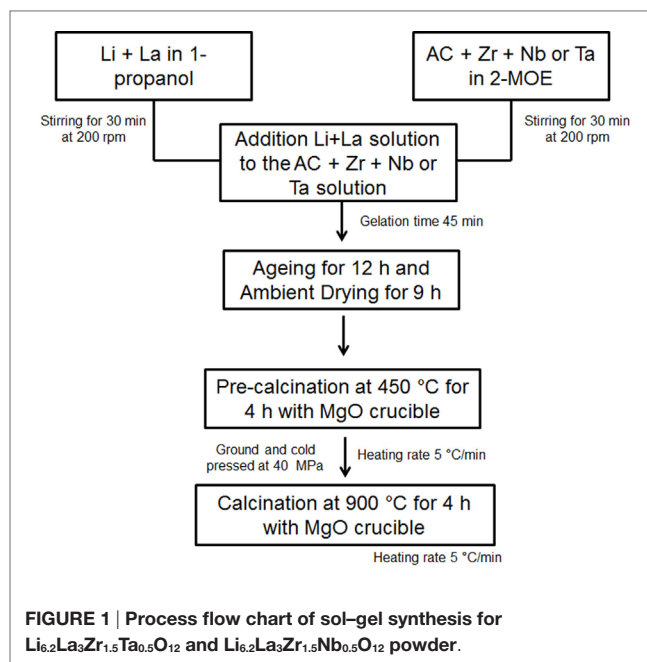 Li + La in 1-
propanol
AC + Zr + Nb or Ta
in 2-MOE
Stirring for 30 min
at 200 rpm
Stirring for 30 min
at 200 rpm
Addition Li+La solution
to the AC + Zr + Nb or
Ta solution
Gelation time 45 min
Ageing for 12 h and
Ambient Drying for 9 h
Pre-calcination at 450 °C for
4 h with MgO crucible
Ground and cold
pressed at 40 MPa
Heating rate 5 °C/min
Calcination at 900 °C for 4 h
with MgO crucible
Heating rate 5 °C/min
FIGURE 1 | Process flow chart of sol–gel synthesis for
Li₆.₂La₃Zr₁.₅Ta₀.₅O₁₂ and Li₆.₂La₃Zr₁.₅Nb₀.₅O₁₂ powder.